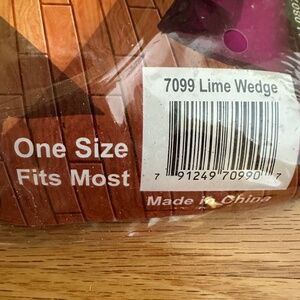 7099 Lime Wedge
7 91249 70990 7
One Size
Fits Most
Made in China